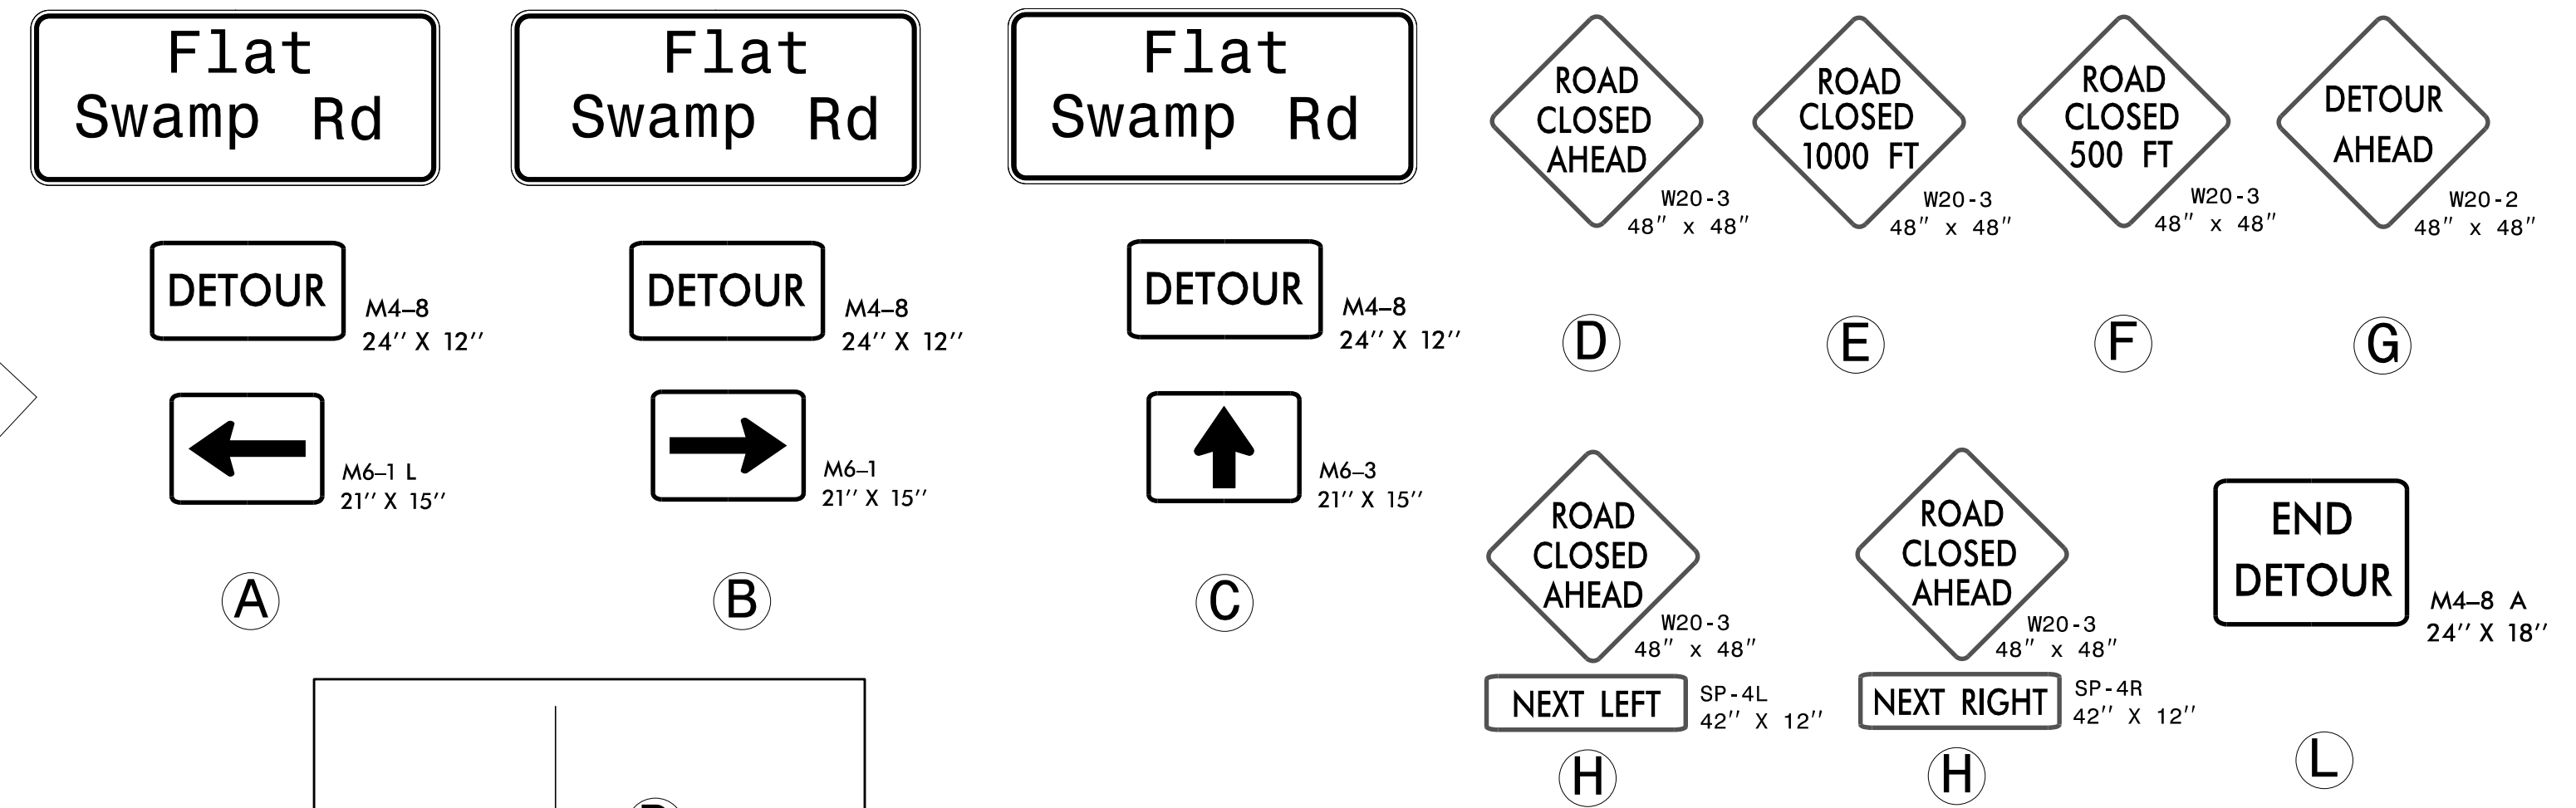 Flat
Swamp Rd
DETOUR
M4–8
24″ X 12″
M6–1 L
21″ X 15″
A
Flat
Swamp Rd
DETOUR
M4–8
24″ X 12″
M6–1
21″ X 15″
B
Flat
Swamp Rd
DETOUR
M4–8
24″ X 12″
M6–3
21″ X 15″
C
ROAD
CLOSED
AHEAD
W20-3
48" x 48"
D
ROAD
CLOSED
1000 FT
W20-3
48" x 48"
E
ROAD
CLOSED
500 FT
W20-3
48" x 48"
F
DETOUR
AHEAD
W20-2
48" x 48"
G
ROAD
CLOSED
AHEAD
W20-3
48" x 48"
NEXT LEFT
SP-4L
42" X 12"
H
ROAD
CLOSED
AHEAD
W20-3
48" x 48"
NEXT RIGHT
SP-4R
42" X 12"
H
END
DETOUR
M4–8 A
24″ X 18″
L